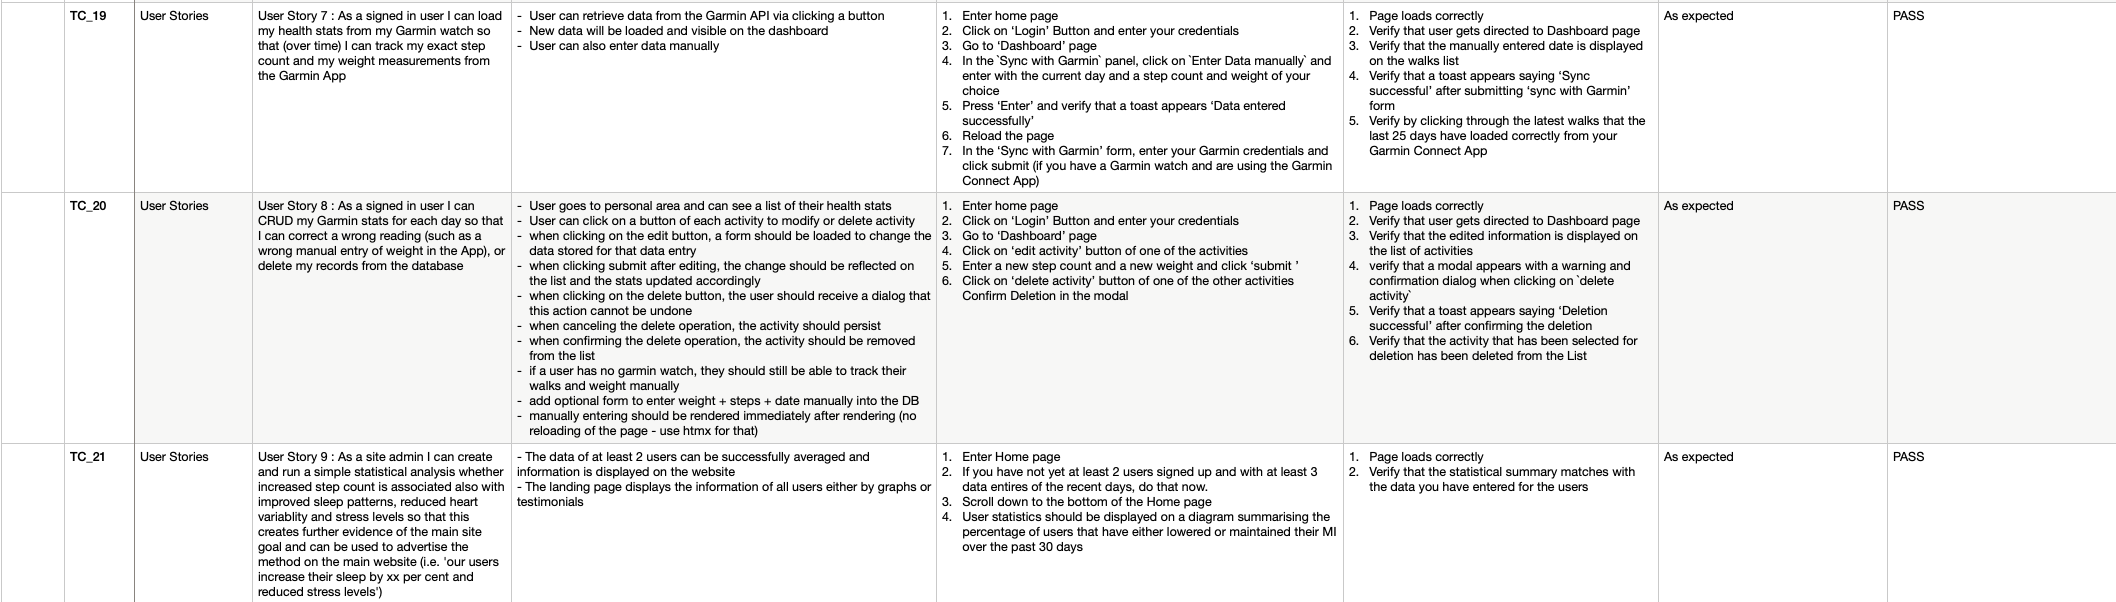 TC_19
User Stories
User Story 7 : As a signed in user I can load
my health stats from my Garmin watch so
that (over time) I can track my exact step
count and my weight measurements from
the Garmin App
- User can retrieve data from the Garmin API via clicking a button
- New data will be loaded and visible on the dashboard
- User can also enter data manually
1. Enter home page
2. Click on ‘Login’ Button and enter your credentials
3. Go to ‘Dashboard’ page
4. In the `Sync with Garmin` panel, click on `Enter Data manually` and
enter with the current day and a step count and weight of your
choice
5. Press ‘Enter’ and verify that a toast appears ‘Data entered
successfully’
6. Reload the page
7. In the ‘Sync with Garmin’ form, enter your Garmin credentials and
click submit (if you have a Garmin watch and are using the Garmin
Connect App)
1. Page loads correctly
2. Verify that user gets directed to Dashboard page
3. Verify that the manually entered date is displayed
on the walks list
4. Verify that a toast appears saying ‘Sync
successful’ after submitting ‘sync with Garmin’
form
5. Verify by clicking through the latest walks that the
last 25 days have loaded correctly from your
Garmin Connect App
As expected
PASS
TC_20
User Stories
User Story 8 : As a signed in user I can
CRUD my Garmin stats for each day so that
I can correct a wrong reading (such as a
wrong manual entry of weight in the App), or
delete my records from the database
- User goes to personal area and can see a list of their health stats
- User can click on a button of each activity to modify or delete activity
- when clicking on the edit button, a form should be loaded to change the
data stored for that data entry
- when clicking submit after editing, the change should be reflected on
the list and the stats updated accordingly
- when clicking on the delete button, the user should receive a dialog that
this action cannot be undone
- when canceling the delete operation, the activity should persist
- when confirming the delete operation, the activity should be removed
from the list
- if a user has no garmin watch, they should still be able to track their
walks and weight manually
- add optional form to enter weight + steps + date manually into the DB
- manually entering should be rendered immediately after rendering (no
reloading of the page - use htmx for that)
1. Enter home page
2. Click on ‘Login’ Button and enter your credentials
3. Go to ‘Dashboard’ page
4. Click on ‘edit activity’ button of one of the activities
5. Enter a new step count and a new weight and click ‘submit ’
6. Click on ‘delete activity’ button of one of the other activities
Confirm Deletion in the modal
1. Page loads correctly
2. Verify that user gets directed to Dashboard page
3. Verify that the edited information is displayed on
the list of activities
4. verify that a modal appears with a warning and
confirmation dialog when clicking on `delete
activity`
5. Verify that a toast appears saying ‘Deletion
successful’ after confirming the deletion
6. Verify that the activity that has been selected for
deletion has been deleted from the List
As expected
PASS
TC_21
User Stories
User Story 9 : As a site admin I can create
and run a simple statistical analysis whether
increased step count is associated also with
improved sleep patterns, reduced heart
variablity and stress levels so that this
creates further evidence of the main site
goal and can be used to advertise the
method on the main website (i.e. 'our users
increase their sleep by xx per cent and
reduced stress levels')
- The data of at least 2 users can be successfully averaged and
information is displayed on the website
- The landing page displays the information of all users either by graphs or
testimonials
1. Enter Home page
2. If you have not yet at least 2 users signed up and with at least 3
data entires of the recent days, do that now.
3. Scroll down to the bottom of the Home page
4. User statistics should be displayed on a diagram summarising the
percentage of users that have either lowered or maintained their MI
over the past 30 days
1. Page loads correctly
2. Verify that the statistical summary matches with
the data you have entered for the users
As expected
PASS